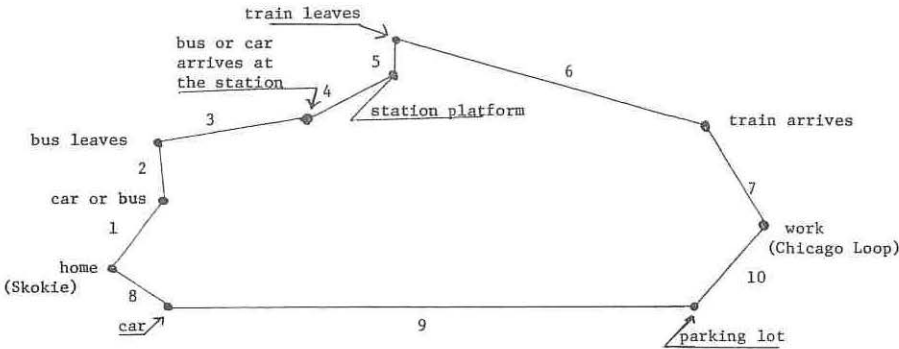 train leaves
bus or car
arrives at
the station
5
6
4
station platform
3
train arrives
bus leaves
2
7
car or bus
1
work
(Chicago Loop)
home
(Skokie)
8
10
car
9
parking lot